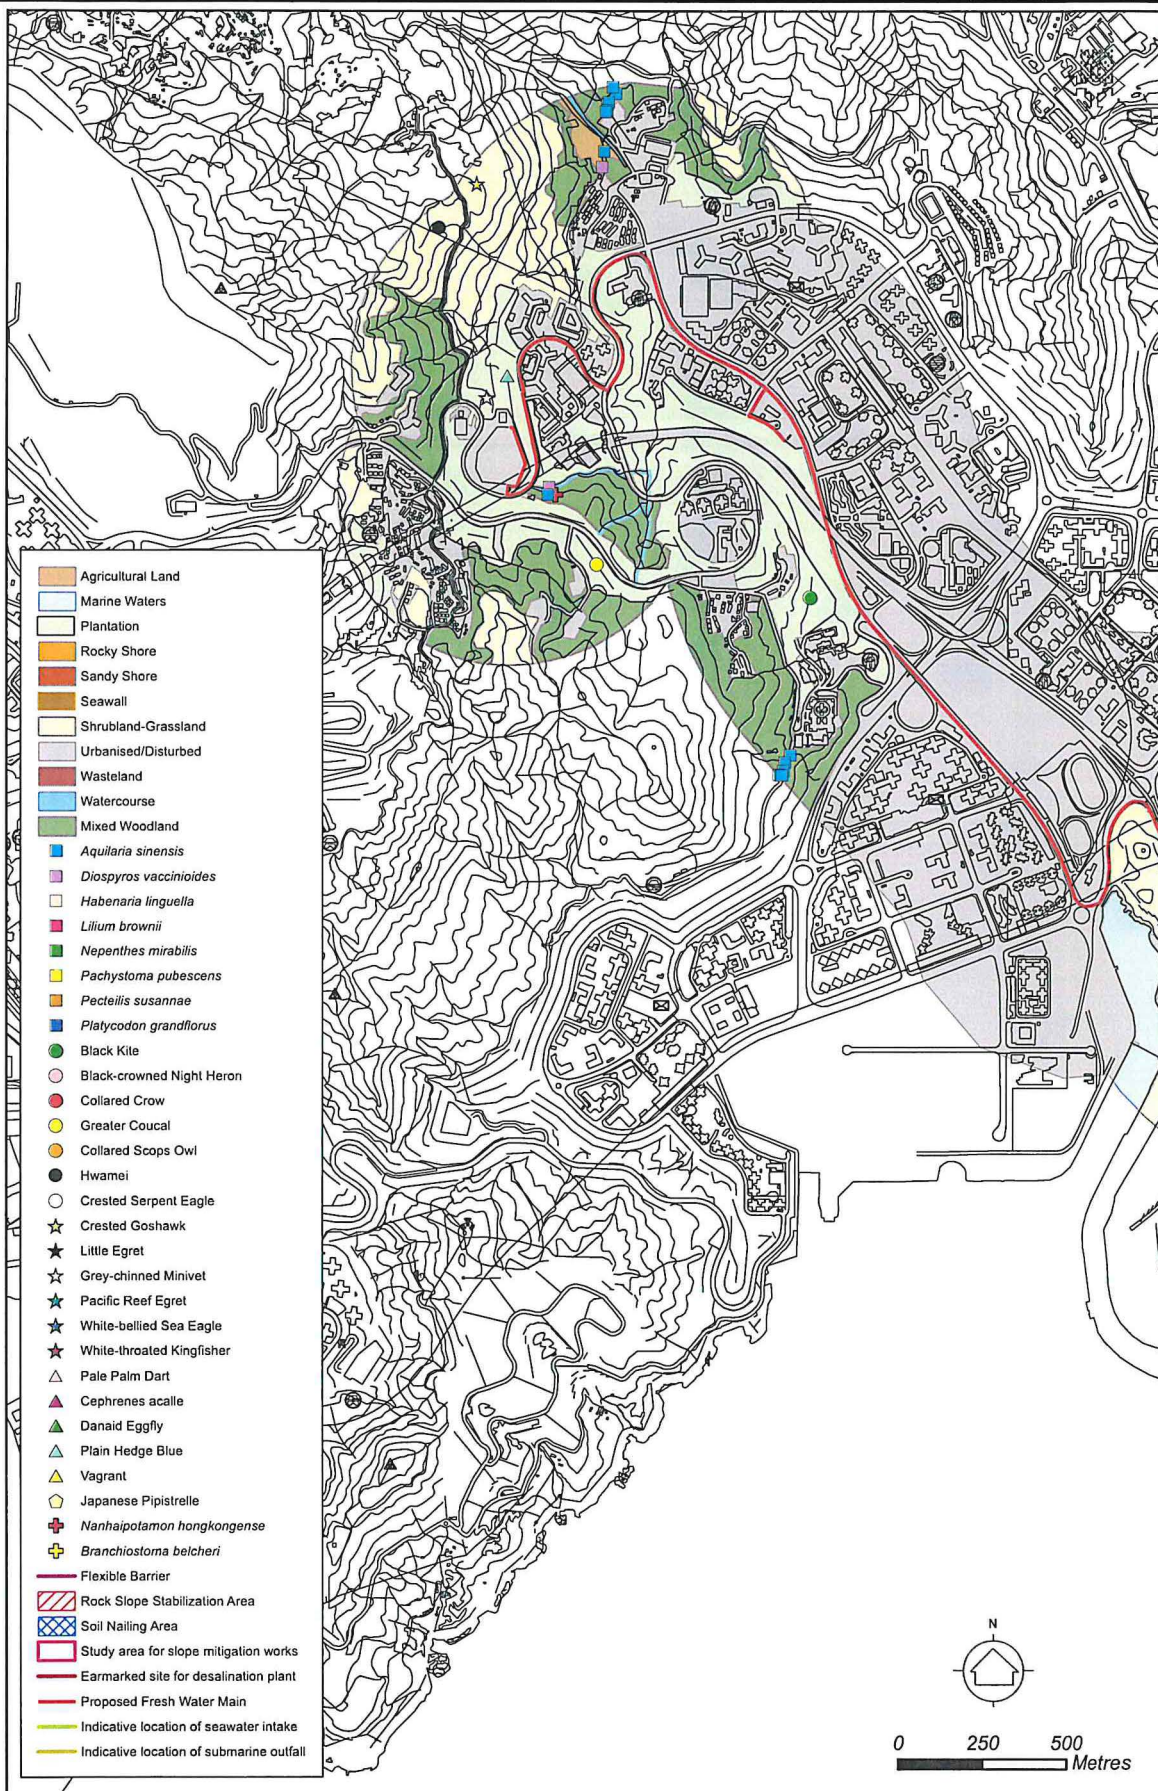 Agricultural Land
Marine Waters
Plantation
Rocky Shore
Sandy Shore
Seawall
Shrubland-Grassland
Urbanised/Disturbed
Wasteland
Watercourse
Mixed Woodland
Aquilaria sinensis
Diospyros vaccinioides
Habenaria linguella
Lilium brownii
Nepenthes mirabilis
Pachystoma pubescens
Pecteilis susannae
Platycodon grandflorus
Black Kite
Black-crowned Night Heron
Collared Crow
Greater Coucal
Collared Scops Owl
Hwamei
Crested Serpent Eagle
Crested Goshawk
Little Egret
Grey-chinned Minivet
Pacific Reef Egret
White-bellied Sea Eagle
White-throated Kingfisher
Pale Palm Dart
Cephrenes acalle
Danaid Eggfly
Plain Hedge Blue
Vagrant
Japanese Pipistrelle
Nanhaipotamon hongkongense
Branchiostoma belcheri
Flexible Barrier
Rock Slope Stabilization Area
Soil Nailing Area
Study area for slope mitigation works
Earmarked site for desalination plant
Proposed Fresh Water Main
Indicative location of seawater intake
Indicative location of submarine outfall
N
0 250 500
Metres